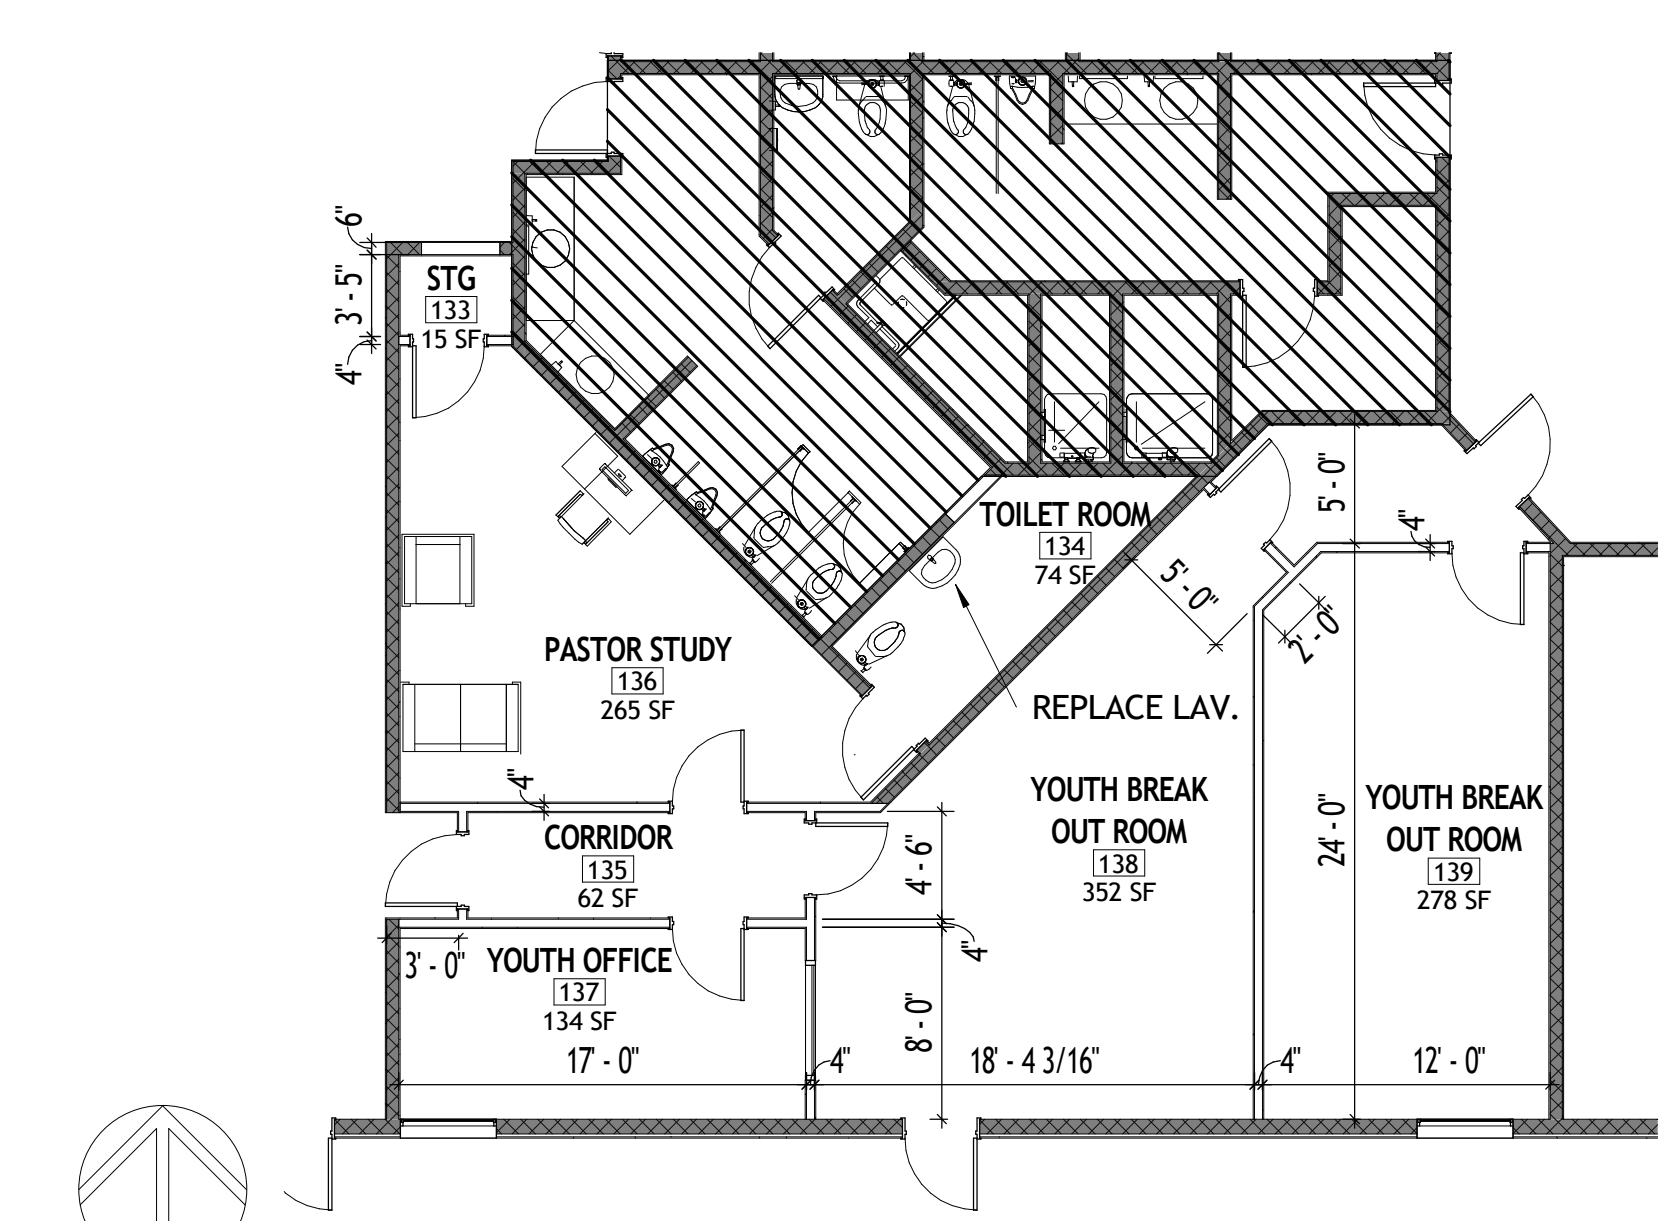 6"
STG
133
15 SF
3' - 5"
4"
TOILET ROOM
134
74 SF
5' - 0"
4"
5' - 0"
2' - 0"
PASTOR STUDY
136
265 SF
REPLACE LAV.
4"
YOUTH BREAK
OUT ROOM
138
352 SF
YOUTH BREAK
OUT ROOM
139
278 SF
24' - 0"
CORRIDOR
135
62 SF
4' - 6"
4"
3' - 0"
YOUTH OFFICE
137
134 SF
8' - 0"
17' - 0"
4"
18' - 4 3/16"
4"
12' - 0"